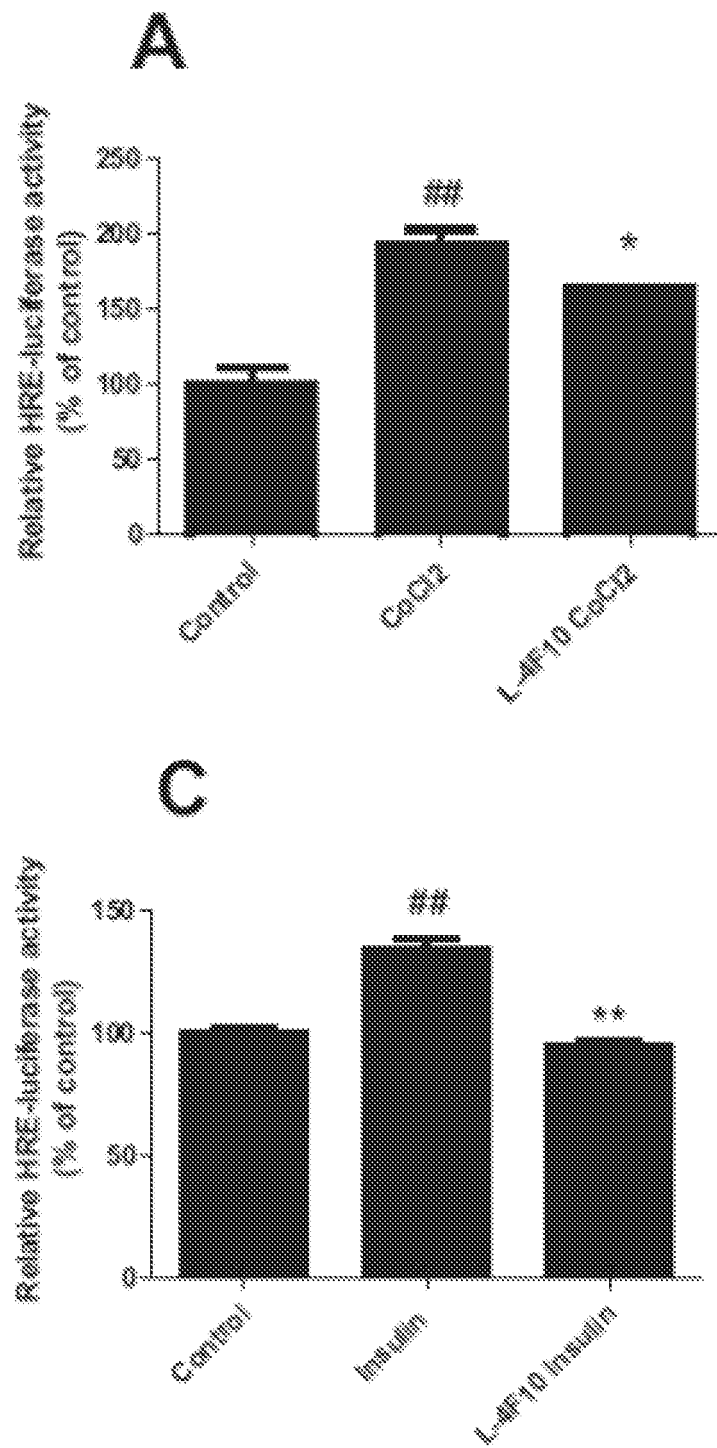 A
Relative HRE-luciferase activity
(% of control)
250
200
150
100
50
0
##
*
Control
CoCl2
L-4F10 CoCl2
C
Relative HRE-luciferase activity
(% of control)
150
100
50
0
##
**
Control
Insulin
L-4F10 Insulin